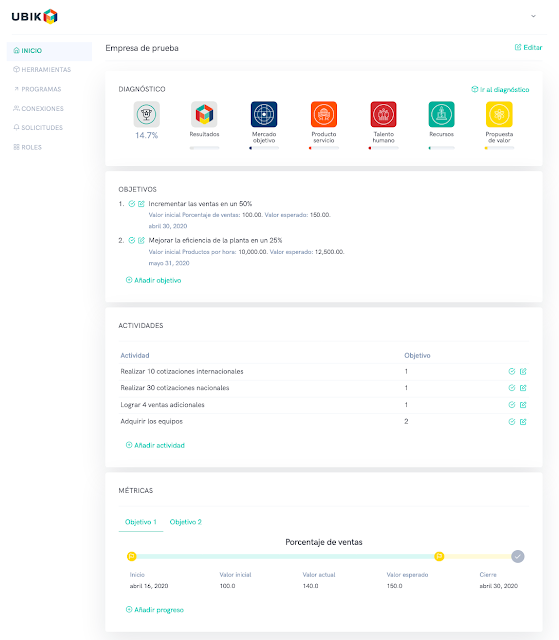 UBIK
INICIO
HERRAMIENTAS
PROGRAMAS
CONEXIONES
SOLICITUDES
ROLES
Empresa de prueba
Editar
DIAGNÓSTICO
Ir al diagnóstico
14.7%
Resultados
Mercado
objetivo
Producto
servicio
Talento
humano
Recursos
Propuesta
de valor
OBJETIVOS
1. Incrementar las ventas en un 50%
Valor inicial Porcentaje de ventas: 100.00. Valor esperado: 150.00.
abril 30, 2020
2. Mejorar la eficiencia de la planta en un 25%
Valor inicial Productos por hora: 10,000.00. Valor esperado: 12,500.00.
mayo 31, 2020
Añadir objetivo
ACTIVIDADES
Actividad Objetivo
Realizar 10 cotizaciones internacionales 1
Realizar 30 cotizaciones nacionales 1
Lograr 4 ventas adicionales 1
Adquirir los equipos 2
Añadir actividad
MÉTRICAS
Objetivo 1 Objetivo 2
Porcentaje de ventas
Inicio Valor inicial Valor actual Valor esperado Cierre
abril 16, 2020 100.0 140.0 150.0 abril 30, 2020
Añadir progreso